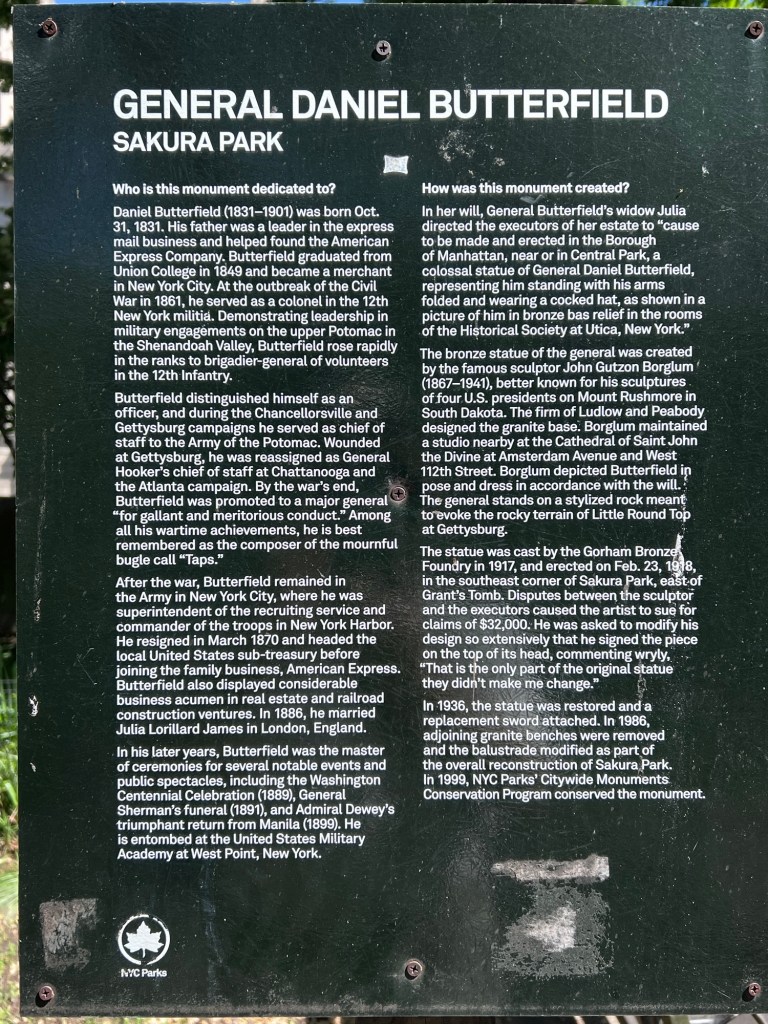 GENERAL DANIEL BUTTERFIELD
SAKURA PARK
Who is this monument dedicated to?
Daniel Butterfield (1831–1901) was born Oct.
31, 1831. His father was a leader in the express
mail business and helped found the American
Express Company. Butterfield graduated from
Union College in 1849 and became a merchant
in New York City. At the outbreak of the Civil
War in 1861, he served as a colonel in the 12th
New York militia. Demonstrating leadership in
military engagements on the upper Potomac in
the Shenandoah Valley, Butterfield rose rapidly
in the ranks to brigadier-general of volunteers
in the 12th Infantry.
Butterfield distinguished himself as an
officer, and during the Chancellorsville and
Gettysburg campaigns he served as chief of
staff to the Army of the Potomac. Wounded
at Gettysburg, he was reassigned as General
Hooker's chief of staff at Chattanooga and
the Atlanta campaign. By the war's end,
Butterfield was promoted to a major general
“for gallant and meritorious conduct.” Among
all his wartime achievements, he is best
remembered as the composer of the mournful
bugle call “Taps.”
After the war, Butterfield remained in
the Army in New York City, where he was
superintendent of the recruiting service and
commander of the troops in New York Harbor.
He resigned in March 1870 and headed the
local United States sub-treasury before
joining the family business, American Express.
Butterfield also displayed considerable
business acumen in real estate and railroad
construction ventures. In 1886, he married
Julia Lorillard James in London, England.
In his later years, Butterfield was the master
of ceremonies for several notable events and
public spectacles, including the Washington
Centennial Celebration (1889), General
Sherman's funeral (1891), and Admiral Dewey's
triumphant return from Manila (1899). He
is entombed at the United States Military
Academy at West Point, New York.
How was this monument created?
In her will, General Butterfield's widow Julia
directed the executors of her estate to “cause
to be made and erected in the Borough
of Manhattan, near or in Central Park, a
colossal statue of General Daniel Butterfield,
representing him standing with his arms
folded and wearing a cocked hat, as shown in a
picture of him in bronze bas relief in the rooms
of the Historical Society at Utica, New York.”
The bronze statue of the general was created
by the famous sculptor John Gutzon Borglum
(1867–1941), better known for his sculptures
of four U.S. presidents on Mount Rushmore in
South Dakota. The firm of Ludlow and Peabody
designed the granite base. Borglum maintained
a studio nearby at the Cathedral of Saint John
the Divine at Amsterdam Avenue and West
112th Street. Borglum depicted Butterfield in
pose and dress in accordance with the will.
The general stands on a stylized rock meant
to evoke the rocky terrain of Little Round Top
at Gettysburg.
The statue was cast by the Gorham Bronze
Foundry in 1917, and erected on Feb. 23, 1918,
in the southeast corner of Sakura Park, east of
Grant's Tomb. Disputes between the sculptor
and the executors caused the artist to sue for
claims of $32,000. He was asked to modify his
design so extensively that he signed the piece
on the top of its head, commenting wryly,
“That is the only part of the original statue
they didn't make me change.”
In 1936, the statue was restored and a
replacement sword attached. In 1986,
adjoining granite benches were removed
and the balustrade modified as part of
the overall reconstruction of Sakura Park.
In 1999, NYC Parks' Citywide Monuments
Conservation Program conserved the monument.
NYC Parks